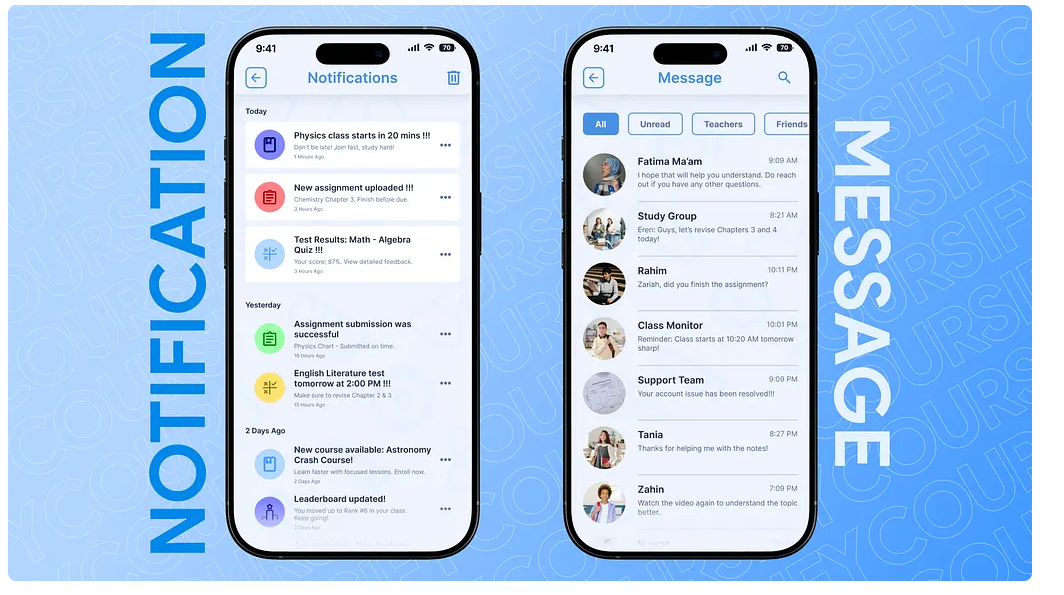 NOTIFICATION
9:41
70
Notifications
Today
Physics class starts in 20 mins !!!
Don't be late! Join fast, study hard!
1 Minute Ago
New assignment uploaded !!!
Chemistry Chapter 3. Finish before due.
3 Hours Ago
Test Results: Math - Algebra
Quiz !!!
Your score: 87%. View detailed feedback.
3 Hours Ago
Yesterday
Assignment submission was
successful
Physics Chart - Submitted on time.
16 Hours Ago
English Literature test
tomorrow at 2:00 PM !!!
Make sure to revise Chapter 2 & 3
15 Hours Ago
2 Days Ago
New course available: Astronomy
Crash Course!
Learn faster with focused lessons. Enroll now.
2 Days Ago
Leaderboard updated!
You moved up to Rank #6 in your class.
Keep going!
2 Days Ago
9:41
70
Message
All
Unread
Teachers
Friends
Fatima Ma'am
9:09 AM
I hope that will help you understand. Do reach
out if you have any other questions.
Study Group
8:21 AM
Eren: Guys, let's revise Chapters 3 and 4
today!
Rahim
10:11 PM
Zariah, did you finish the assignment?
Class Monitor
10:01 PM
Reminder: Class starts at 10:20 AM tomorrow
sharp!
Support Team
9:09 PM
Your account issue has been resolved!!!
Tania
8:27 PM
Thanks for helping me with the notes!
Zahin
7:09 PM
Watch the video again to understand the topic
better.
MESSAGE